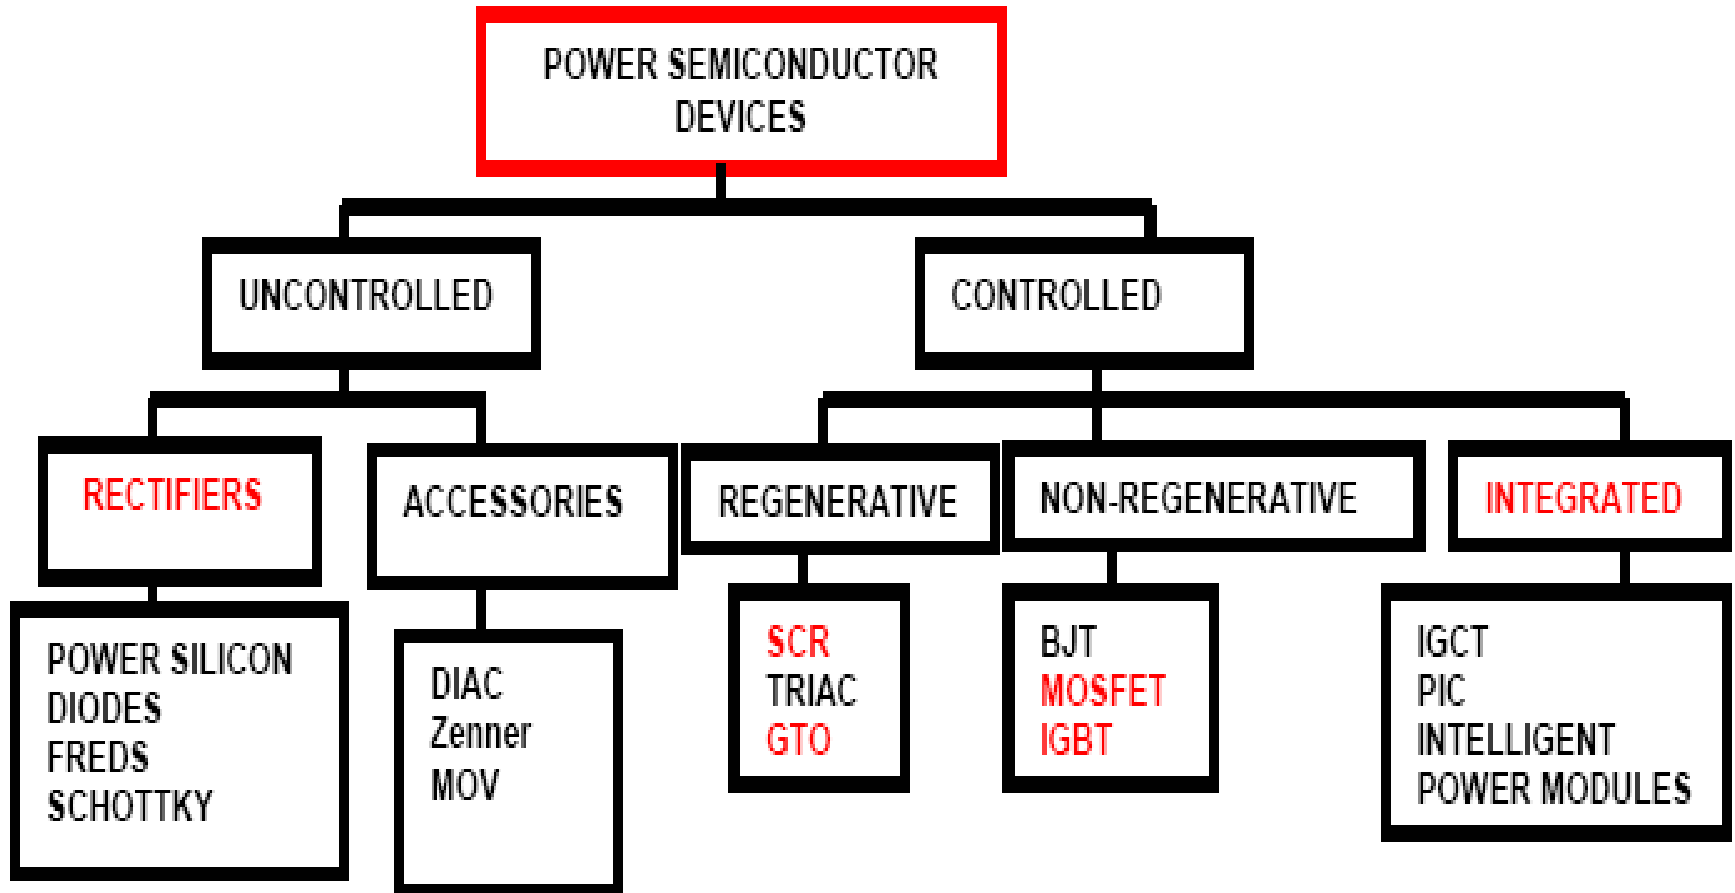 POWER SEMICONDUCTOR
DEVICES
UNCONTROLLED
CONTROLLED
RECTIFIERS
ACCESSORIES
REGENERATIVE
NON-REGENERATIVE
INTEGRATED
POWER SILICON
DIODES
FREDS
SCHOTTKY
DIAC
Zenner
MOV
SCR
TRIAC
GTO
BJT
MOSFET
IGBT
IGCT
PIC
INTELLIGENT
POWER MODULES